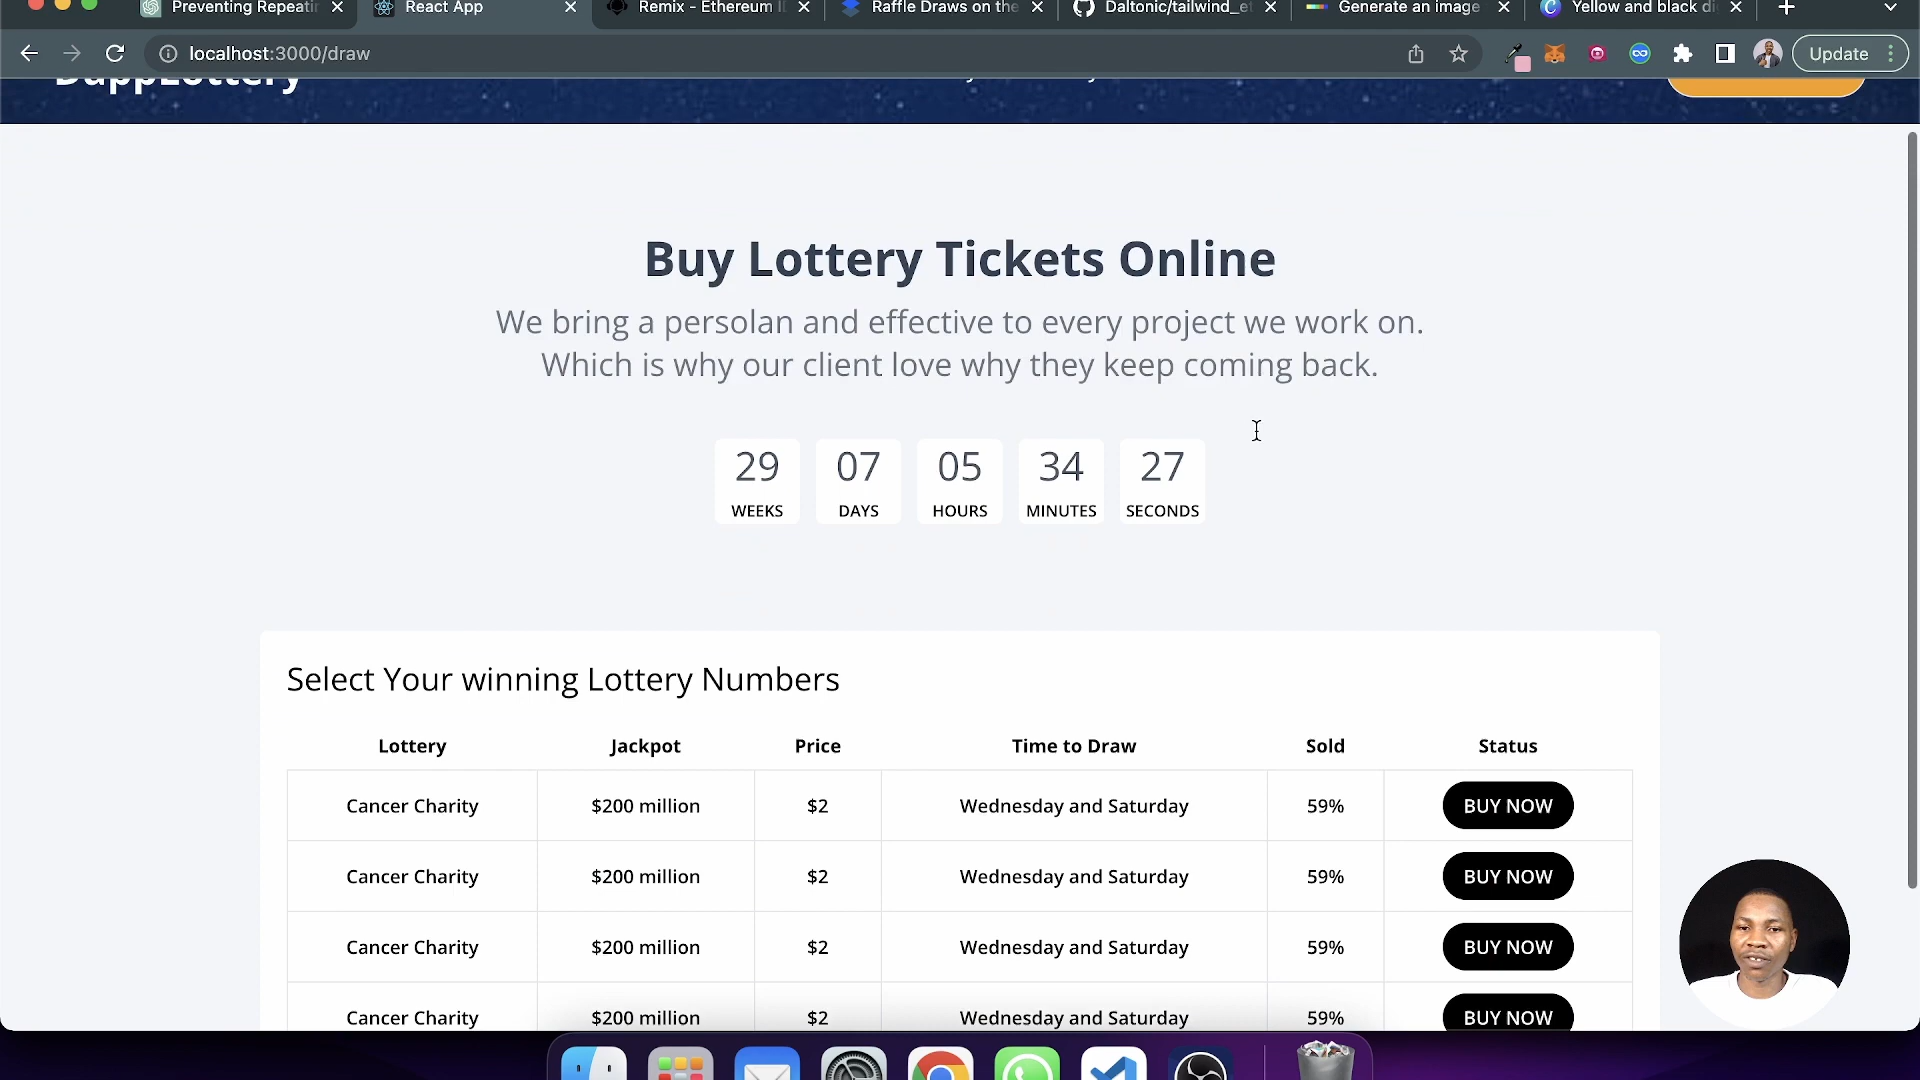 Preventing Repeatin
React App
Remix - Ethereum I
Raffle Draws on the
Daltonic/tailwind_et
Generate an image
Yellow and black di
localhost:3000/draw
Update
DappLottery
Buy Lottery Tickets Online
We bring a persolan and effective to every project we work on.
Which is why our client love why they keep coming back.
29 07 05 34 27
WEEKS DAYS HOURS MINUTES SECONDS
Select Your winning Lottery Numbers
Lottery Jackpot Price Time to Draw Sold Status
Cancer Charity $200 million $2 Wednesday and Saturday 59% BUY NOW
Cancer Charity $200 million $2 Wednesday and Saturday 59% BUY NOW
Cancer Charity $200 million $2 Wednesday and Saturday 59% BUY NOW
Cancer Charity $200 million $2 Wednesday and Saturday 59% BUY NOW